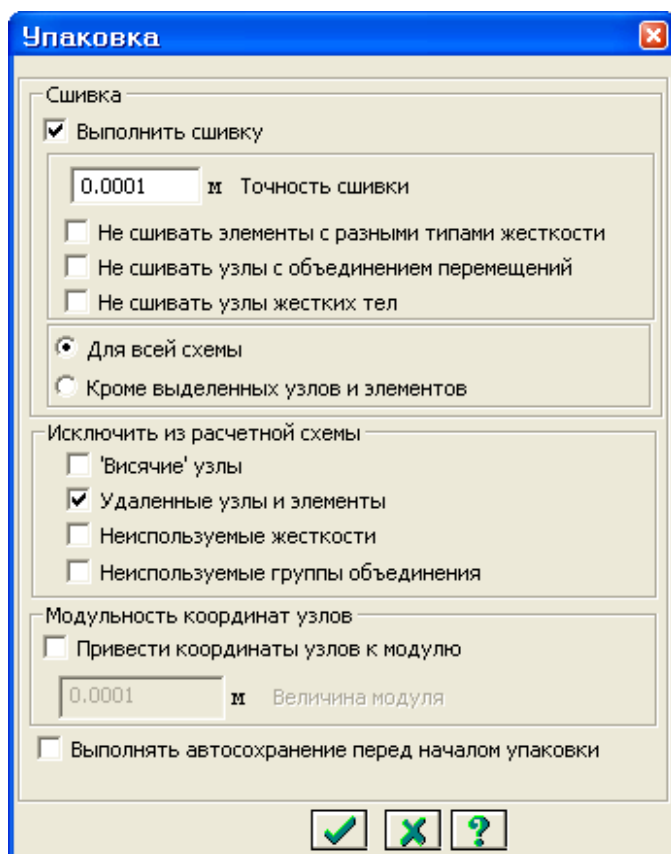 Упаковка
Сшивка
Выполнить сшивку
0.0001 м Точность сшивки
Не сшивать элементы с разными типами жесткости
Не сшивать узлы с объединением перемещений
Не сшивать узлы жестких тел
Для всей схемы
Кроме выделенных узлов и элементов
Исключить из расчетной схемы
'Висячие' узлы
Удаленные узлы и элементы
Неиспользуемые жесткости
Неиспользуемые группы объединения
Модульность координат узлов
Привести координаты узлов к модулю
0.0001 м Величина модуля
Выполнять автосохранение перед началом упаковки
?